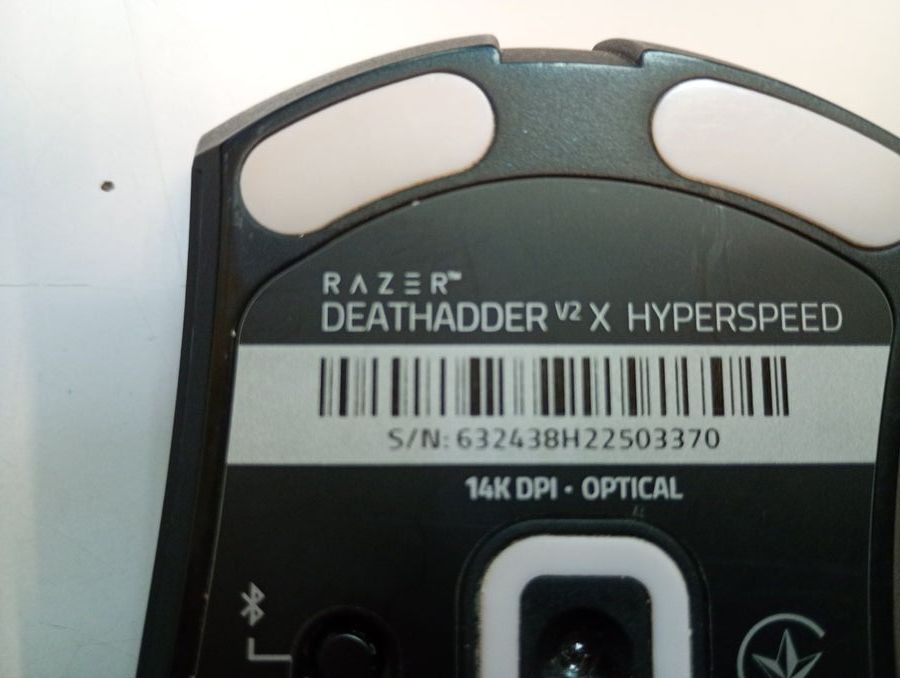 RAZER™
DEATHADDER V2 X HYPERSPEED
S/N: 632438H22503370
14K DPI · OPTICAL